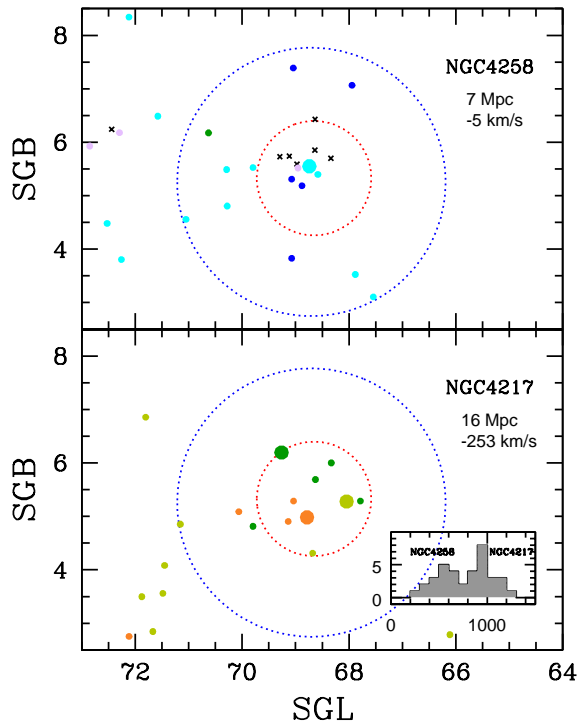 8
NGC4258
7 Mpc
-5 km/s
6
SGB
4
8
NGC4217
16 Mpc
-253 km/s
6
SGB
NGC4258 NGC4217
5
4
0
0 1000
72 70 68 66 64
SGL